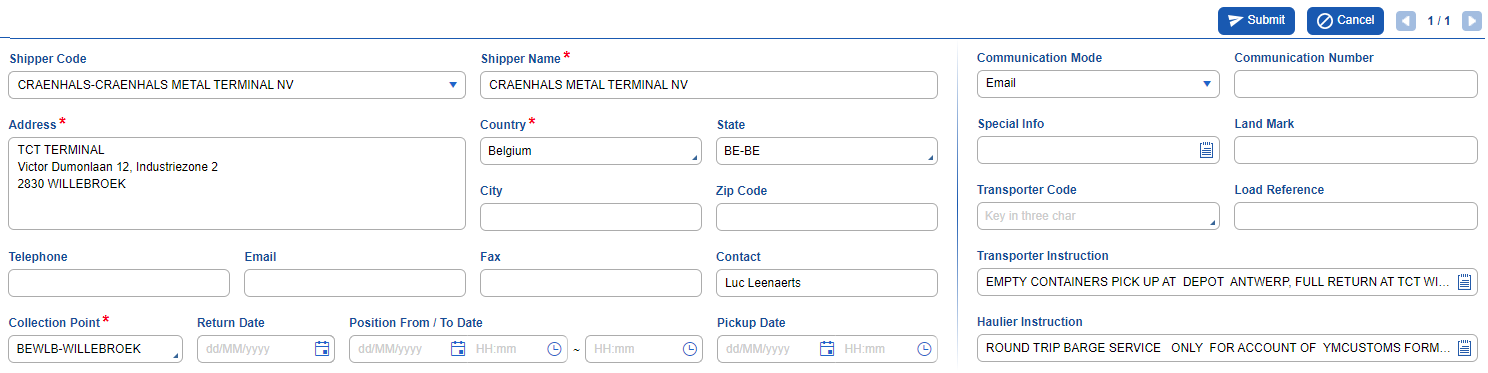 Submit Cancel 1 / 1
Shipper Code Shipper Name *
CRAENHALS-CRAENHALS METAL TERMINAL NV CRAENHALS METAL TERMINAL NV
Address * Country * State
TCT TERMINAL
Victor Dumonlaan 12, Industriezone 2
2830 WILLEBROEK
Belgium BE-BE
City Zip Code
Telephone Email Fax Contact
Luc Leenaerts
Collection Point * Return Date Position From / To Date Pickup Date
BEWLB-WILLEBROEK dd/MM/yyyy dd/MM/yyyy HH:mm ~ HH:mm dd/MM/yyyy HH:mm
Communication Mode Communication Number
Email
Special Info Land Mark
Transporter Code Load Reference
Key in three char
Transporter Instruction
EMPTY CONTAINERS PICK UP AT  DEPOT  ANTWERP, FULL RETURN AT TCT WI...
Haulier Instruction
ROUND TRIP BARGE SERVICE   ONLY  FOR ACCOUNT OF  YMCUSTOMS FORM...